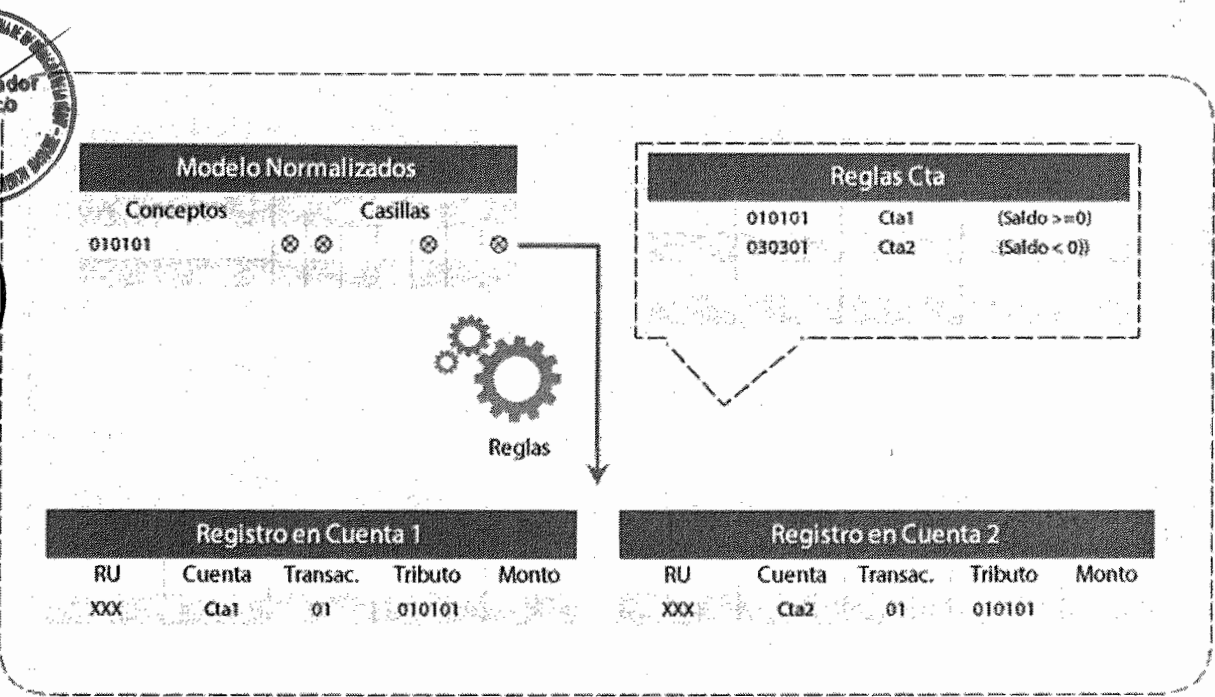 ador
co
Modelo Normalizados
Conceptos Casillas
010101
Reglas Cta
010101 Cta1 (Saldo >=0)
030301 Cta2 (Saldo < 0))
Reglas
Registro en Cuenta 1
RU Cuenta Transac. Tributo Monto
XXX Cta1 01 010101
Registro en Cuenta 2
RU Cuenta Transac. Tributo Monto
XXX Cta2 01 010101